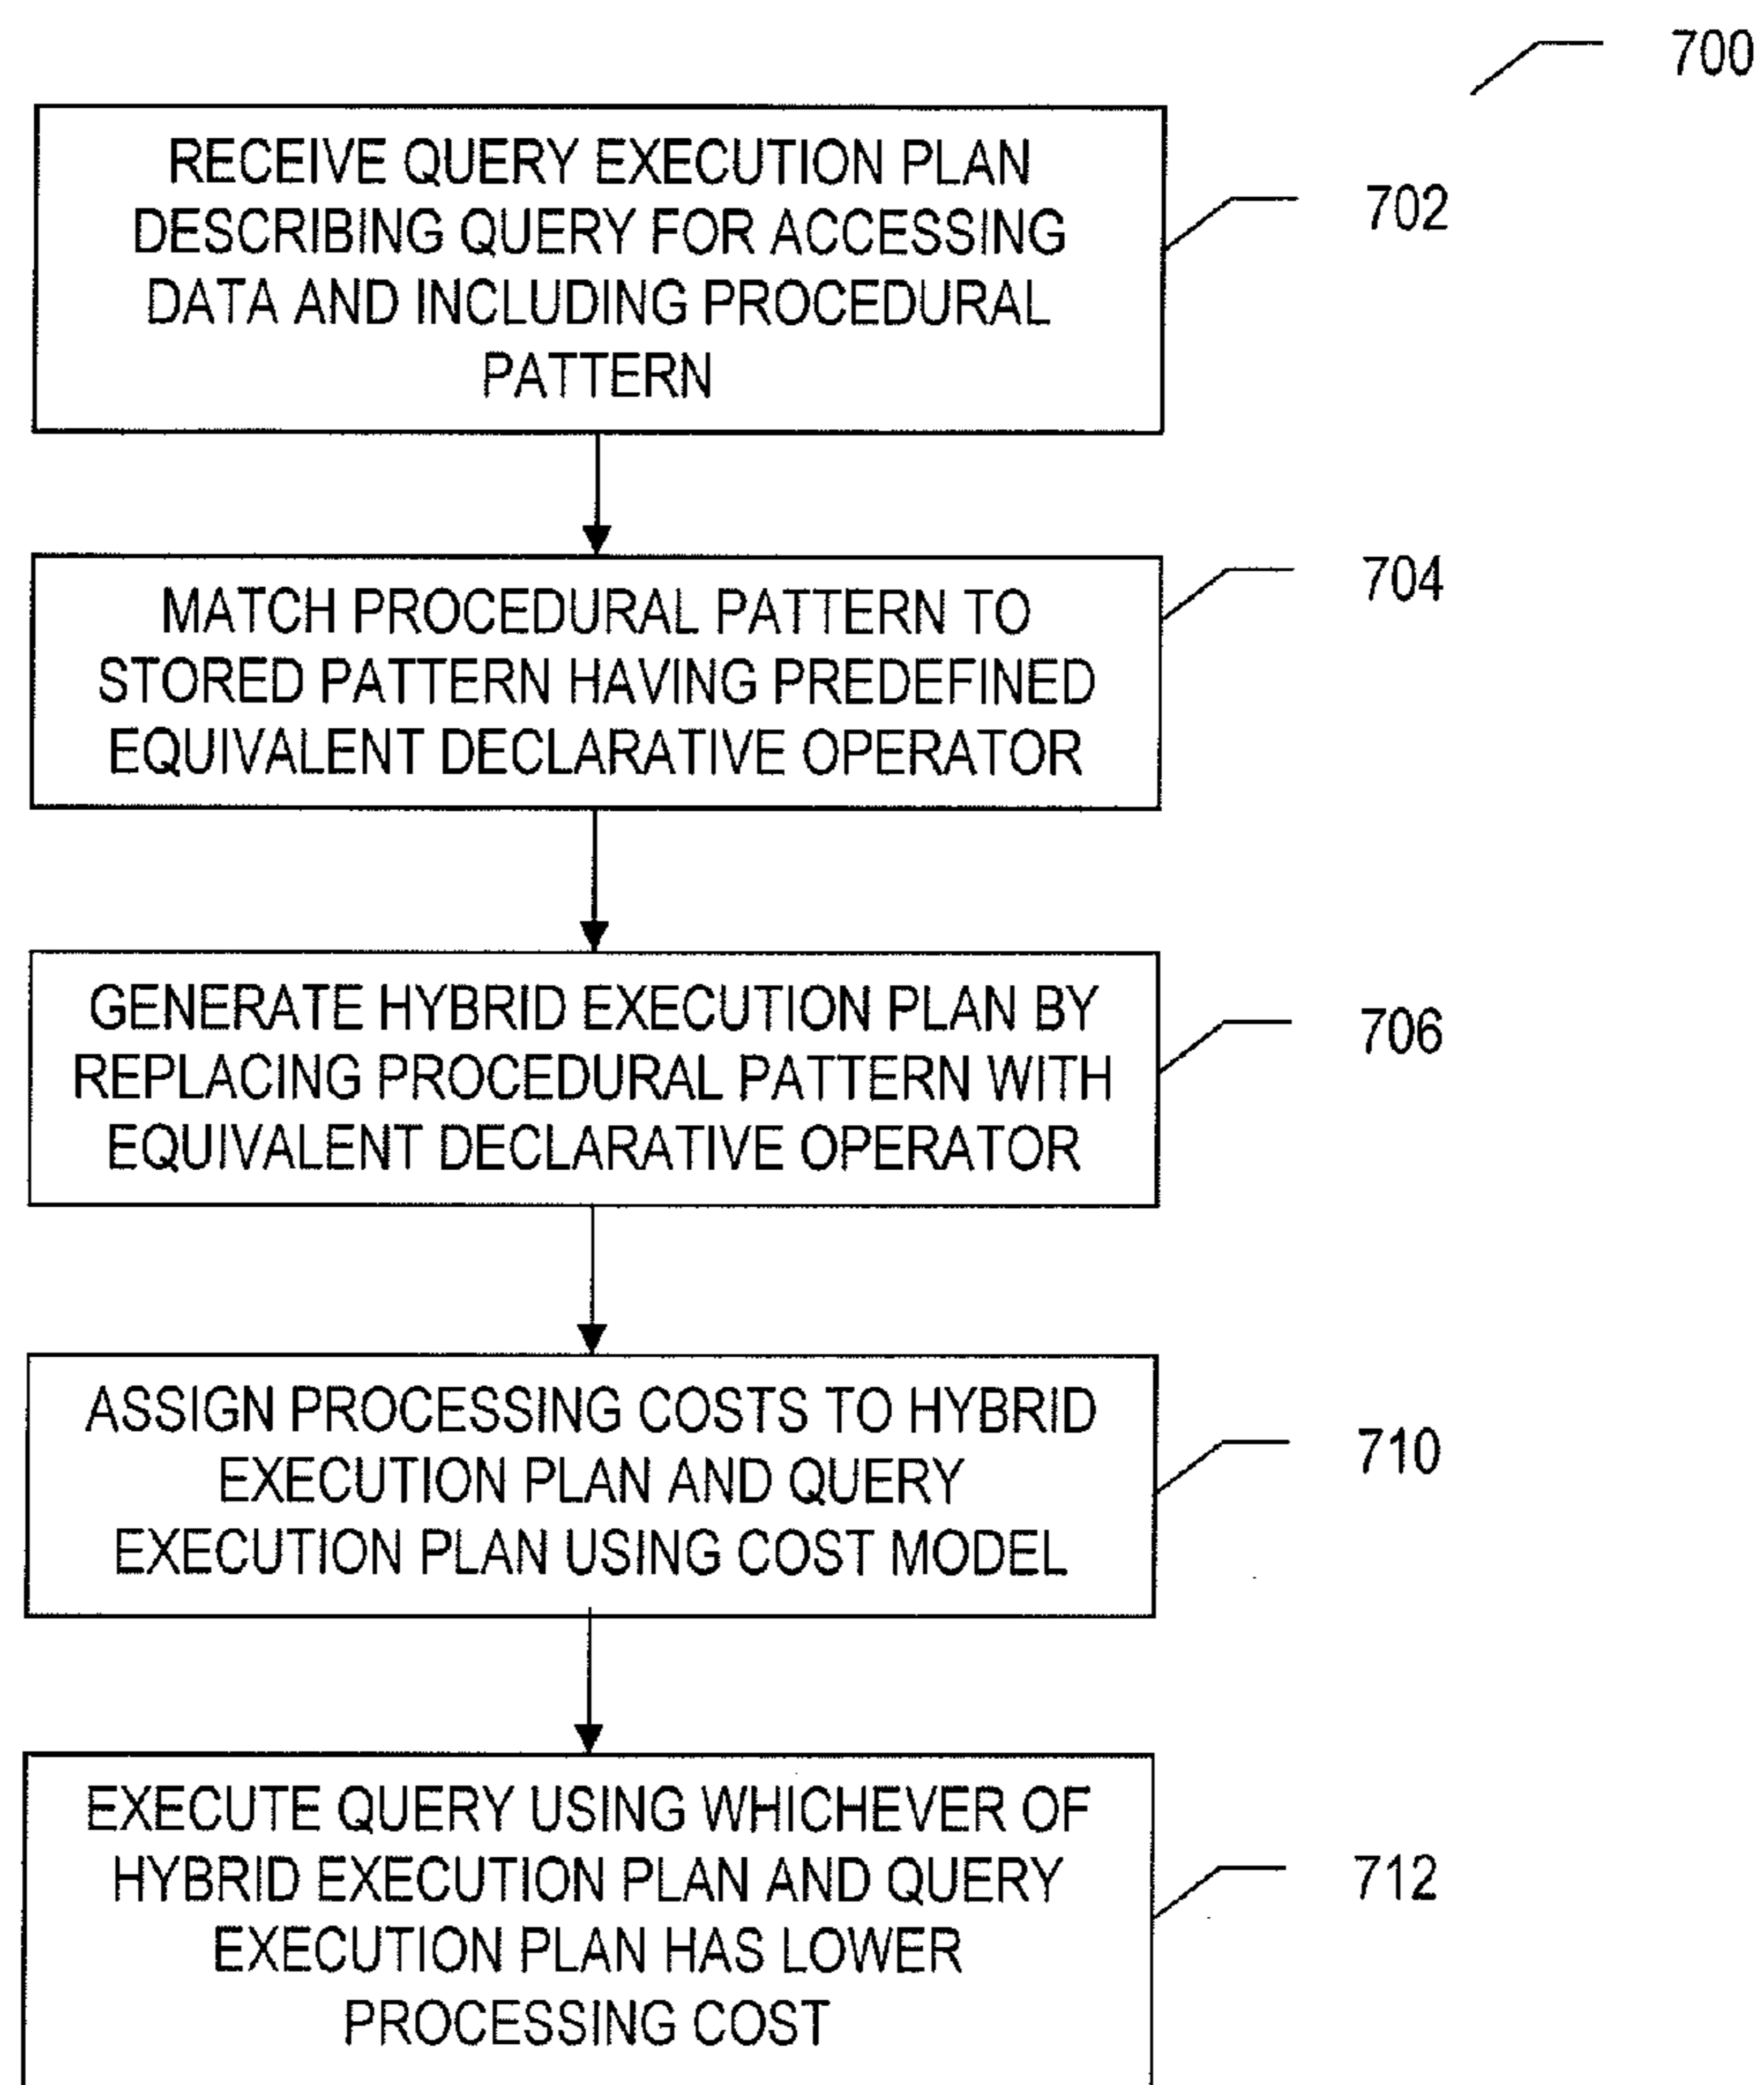 700
RECEIVE QUERY EXECUTION PLAN
DESCRIBING QUERY FOR ACCESSING
DATA AND INCLUDING PROCEDURAL
PATTERN
702
MATCH PROCEDURAL PATTERN TO
STORED PATTERN HAVING PREDEFINED
EQUIVALENT DECLARATIVE OPERATOR
704
GENERATE HYBRID EXECUTION PLAN BY
REPLACING PROCEDURAL PATTERN WITH
EQUIVALENT DECLARATIVE OPERATOR
706
ASSIGN PROCESSING COSTS TO HYBRID
EXECUTION PLAN AND QUERY
EXECUTION PLAN USING COST MODEL
710
EXECUTE QUERY USING WHICHEVER OF
HYBRID EXECUTION PLAN AND QUERY
EXECUTION PLAN HAS LOWER
PROCESSING COST
712